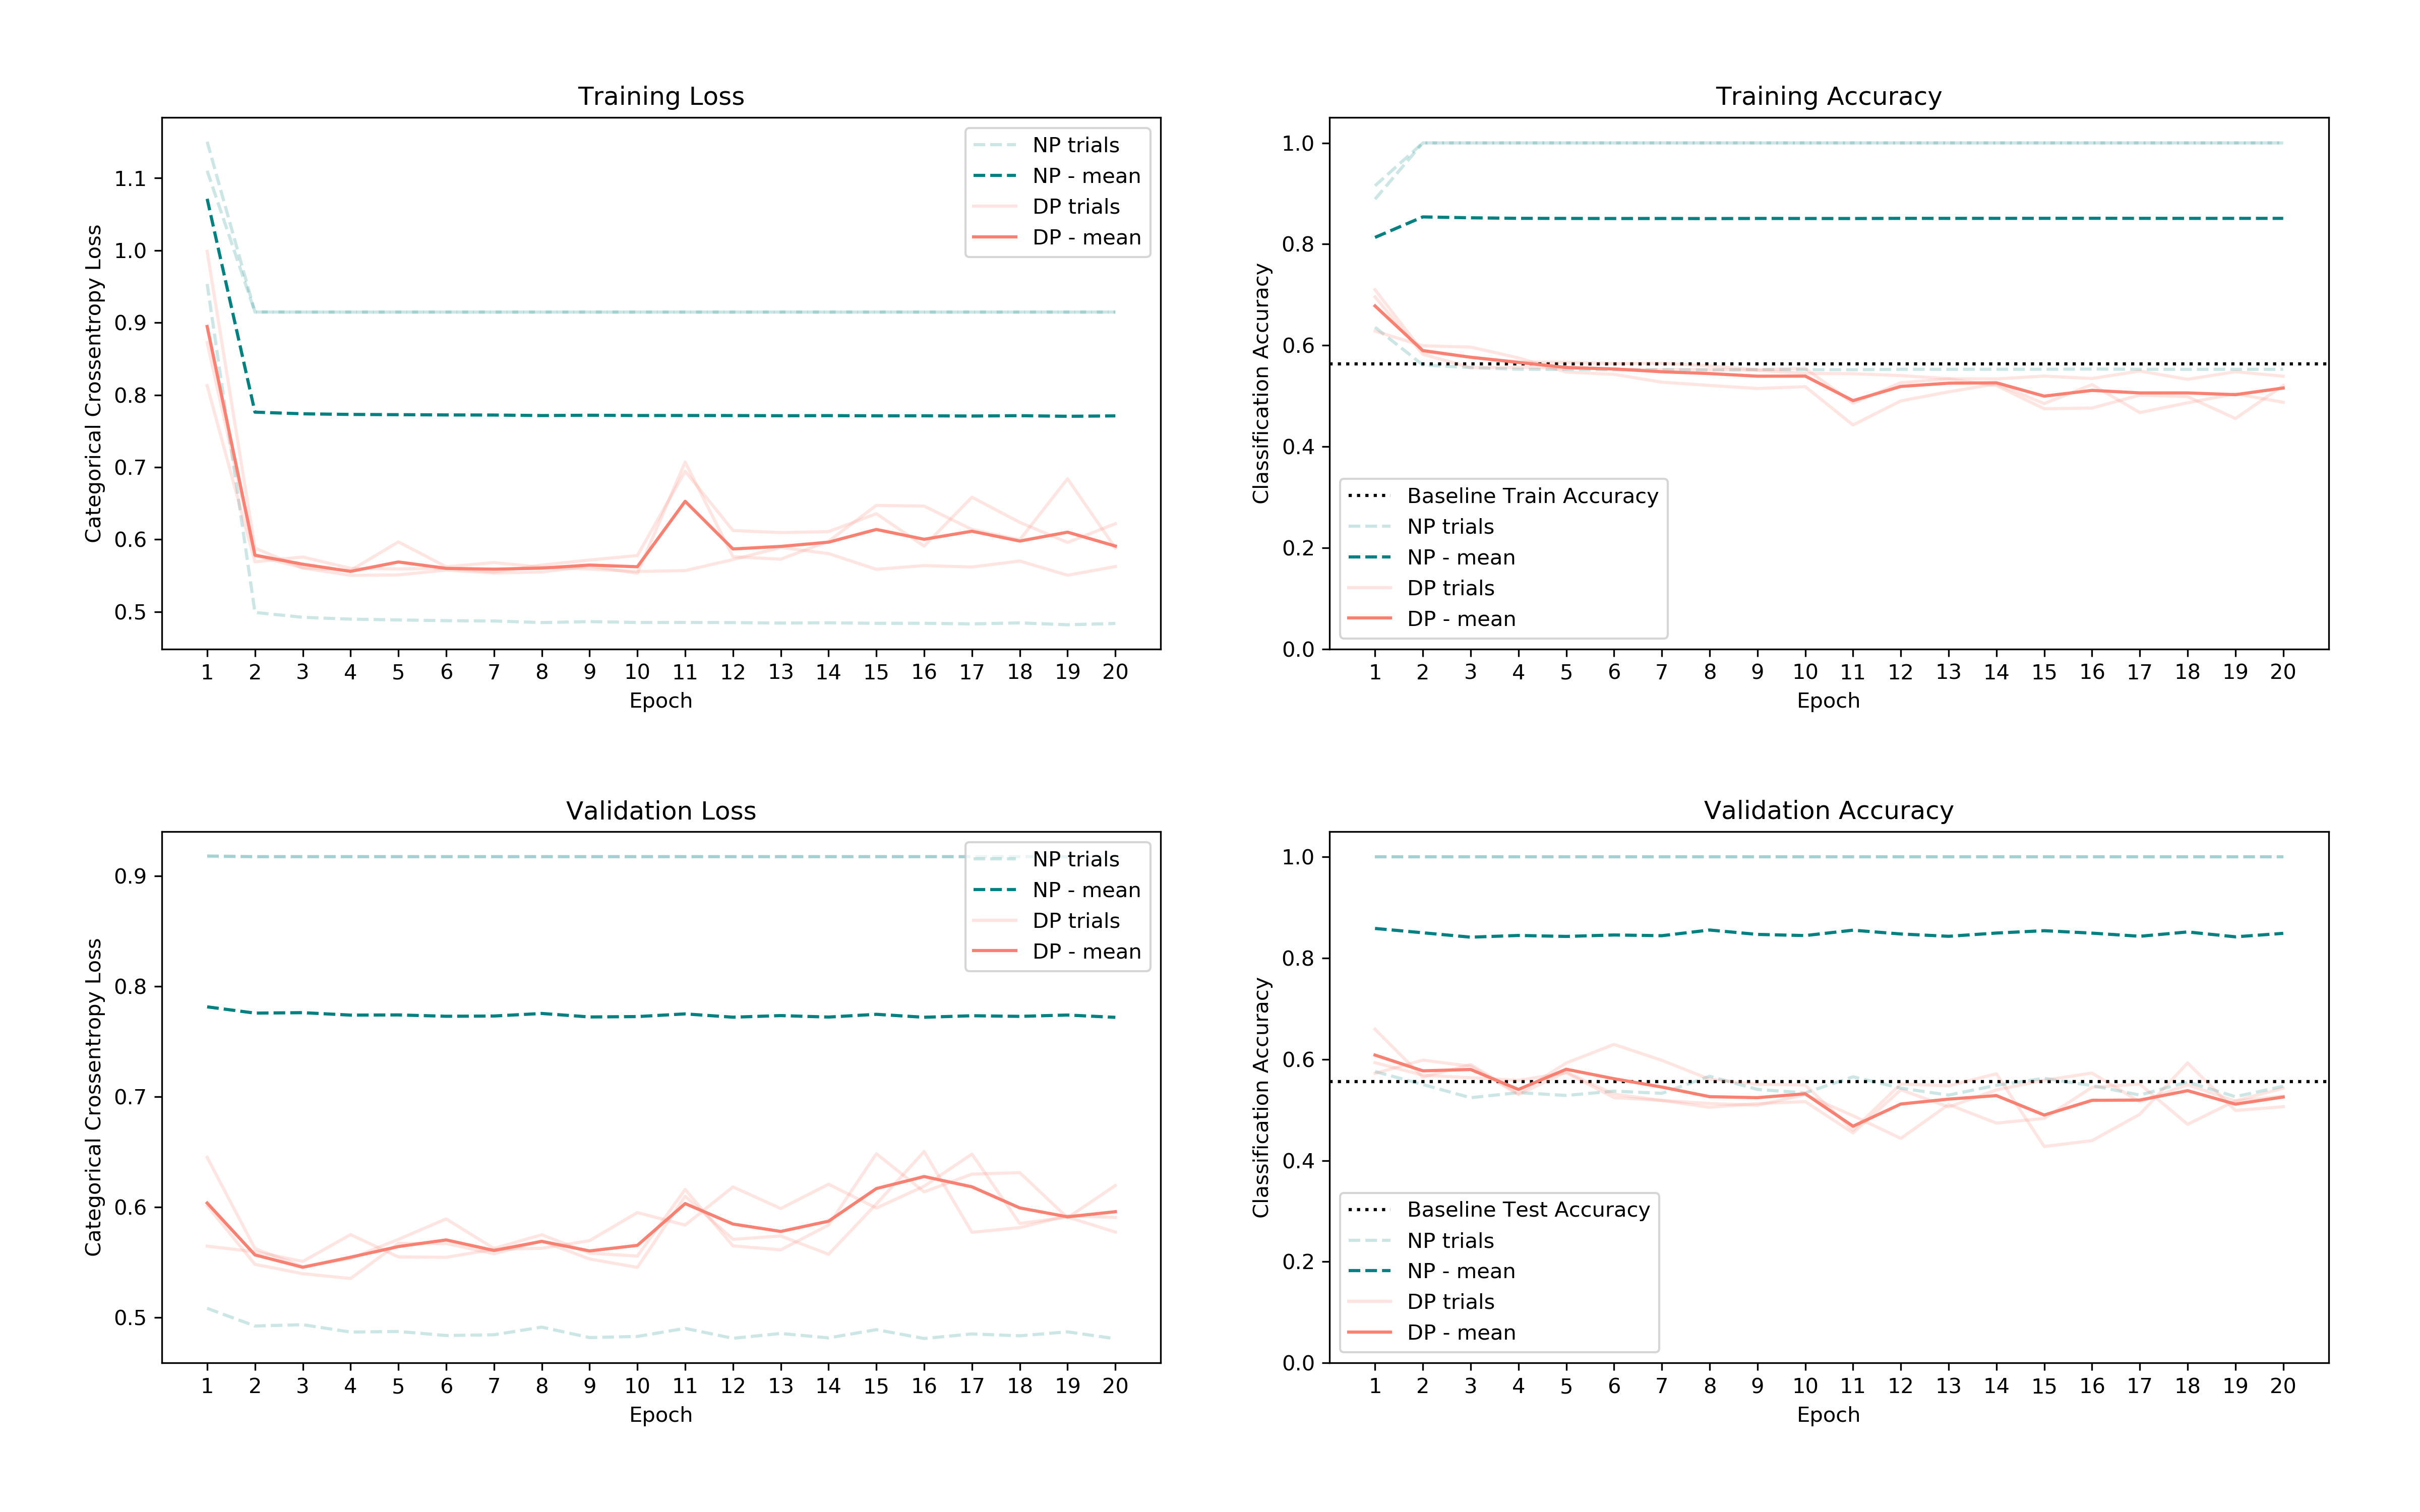 Training Loss
Categorical Crossentropy Loss
1.1
1.0
0.9
0.8
0.7
0.6
0.5
NP trials
NP - mean
DP trials
DP - mean
1 2 3 4 5 6 7 8 9 10 11 12 13 14 15 16 17 18 19 20
Epoch
Training Accuracy
Classification Accuracy
1.0
0.8
0.6
0.4
0.2
0.0
Baseline Train Accuracy
NP trials
NP - mean
DP trials
DP - mean
1 2 3 4 5 6 7 8 9 10 11 12 13 14 15 16 17 18 19 20
Epoch
Validation Loss
Categorical Crossentropy Loss
0.9
0.8
0.7
0.6
0.5
NP trials
NP - mean
DP trials
DP - mean
1 2 3 4 5 6 7 8 9 10 11 12 13 14 15 16 17 18 19 20
Epoch
Validation Accuracy
Classification Accuracy
1.0
0.8
0.6
0.4
0.2
0.0
Baseline Test Accuracy
NP trials
NP - mean
DP trials
DP - mean
1 2 3 4 5 6 7 8 9 10 11 12 13 14 15 16 17 18 19 20
Epoch